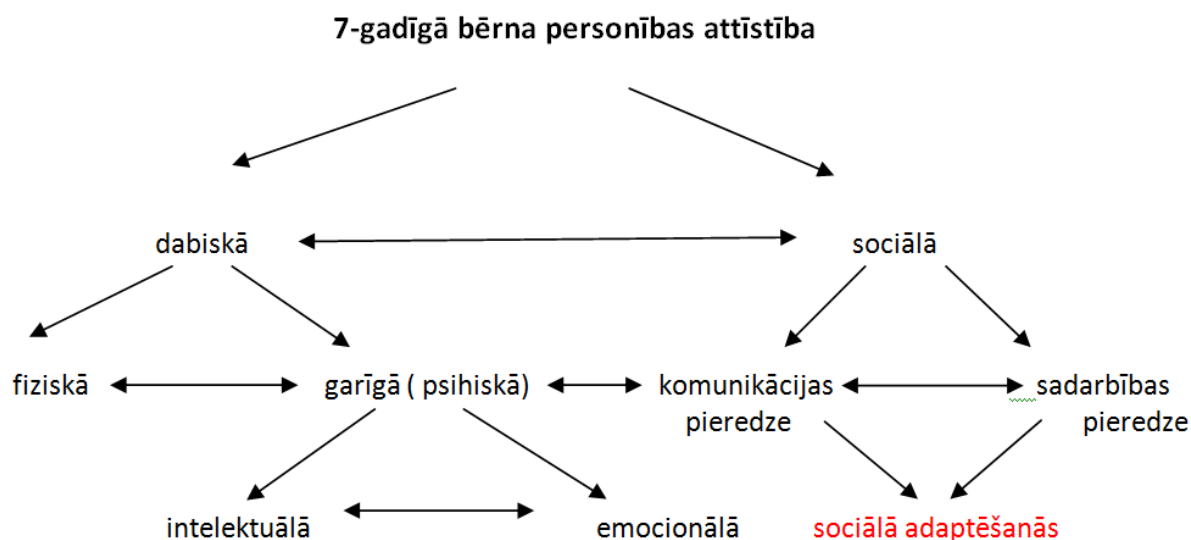 7-gadīgā bērna personības attīstība
dabiskā
sociālā
fiziskā
garīgā ( psihiskā)
komunikācijas
pieredze
sadarbības
pieredze
intelektuālā
emocionālā
sociālā adaptēšanās